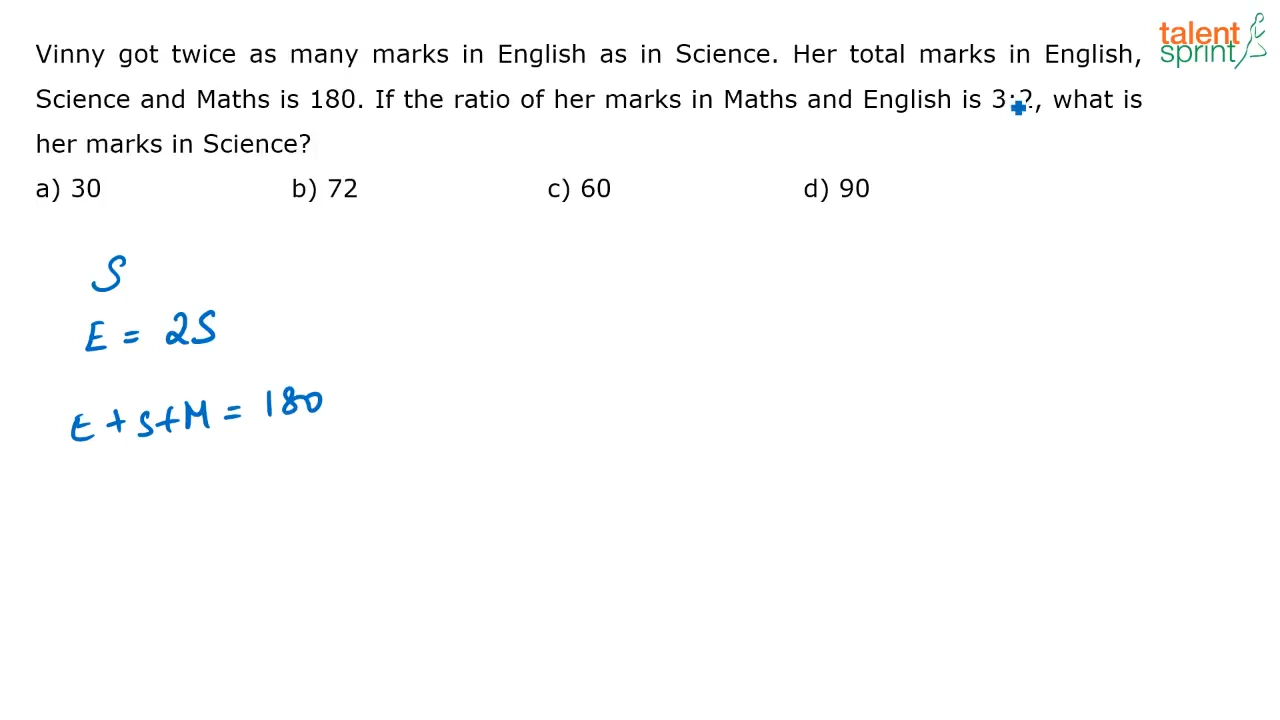 talent
sprint
Vinny got twice as many marks in English as in Science. Her total marks in English,
Science and Maths is 180. If the ratio of her marks in Maths and English is 3:2, what is
her marks in Science?
a) 30 b) 72 c) 60 d) 90
S
E = 2S
E + S + M = 180